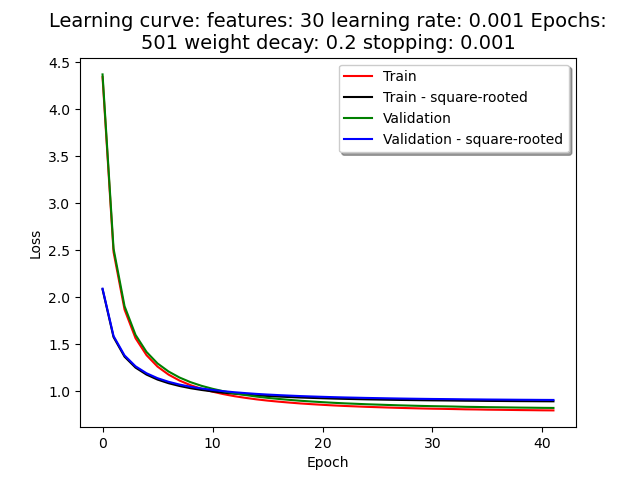 Learning curve: features: 30 learning rate: 0.001 Epochs:
501 weight decay: 0.2 stopping: 0.001
4.5
4.0
3.5
3.0
2.5
2.0
1.5
1.0
Loss
Train
Train - square-rooted
Validation
Validation - square-rooted
0
10
20
30
40
Epoch